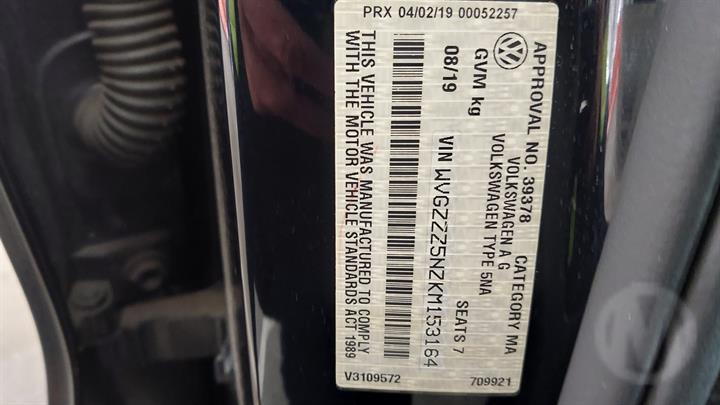 PRX 04/02/19 00052257
APPROVAL NO. 39378 CATEGORY MA
VOLKSWAGEN A G
VOLKSWAGEN TYPE 5NA
GVM kg SEATS 7
08/19 VIN WVGZZZ5NZKM153164
THIS VEHICLE WAS MANUFACTURED TO COMPLY
WITH THE MOTOR VEHICLE STANDARDS ACT 1989
V3109572 709921